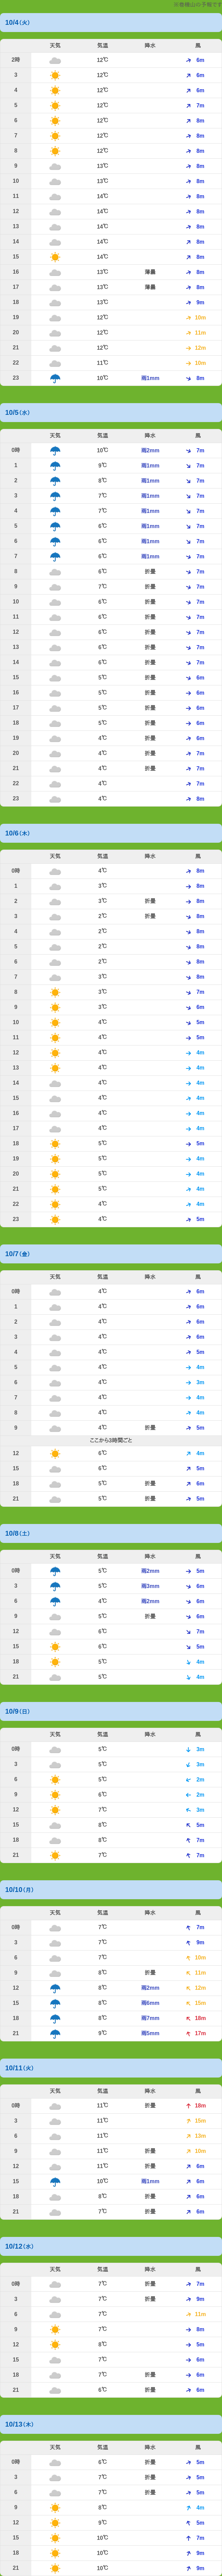 10/4(火)
天気 気温 降水 風
2時 12℃ 6m
3 12℃ 6m
4 12℃ 6m
5 12℃ 7m
6 12℃ 8m
7 12℃ 8m
8 12℃ 8m
9 13℃ 8m
10 13℃ 8m
11 14℃ 8m
12 14℃ 8m
13 14℃ 8m
14 14℃ 8m
15 14℃ 8m
16 13℃ 薄曇 8m
17 13℃ 薄曇 8m
18 13℃ 9m
19 12℃ 10m
20 12℃ 11m
21 12℃ 12m
22 11℃ 10m
23 10℃ 雨1mm 8m
10/5(水)
天気 気温 降水 風
0時 10℃ 雨2mm 7m
1 9℃ 雨1mm 7m
2 8℃ 雨1mm 7m
3 7℃ 雨1mm 7m
4 7℃ 雨1mm 7m
5 6℃ 雨1mm 7m
6 6℃ 雨1mm 7m
7 6℃ 雨1mm 7m
8 6℃ 折曇 7m
9 7℃ 折曇 7m
10 6℃ 折曇 7m
11 6℃ 折曇 7m
12 6℃ 折曇 7m
13 6℃ 折曇 7m
14 6℃ 折曇 7m
15 5℃ 折曇 6m
16 5℃ 折曇 6m
17 5℃ 折曇 6m
18 5℃ 折曇 6m
19 4℃ 折曇 6m
20 4℃ 折曇 7m
21 4℃ 折曇 7m
22 4℃ 7m
23 4℃ 8m
10/6(木)
天気 気温 降水 風
0時 4℃ 8m
1 3℃ 8m
2 3℃ 折曇 8m
3 2℃ 折曇 8m
4 2℃ 8m
5 2℃ 8m
6 2℃ 8m
7 3℃ 8m
8 3℃ 7m
9 3℃ 6m
10 4℃ 5m
11 4℃ 5m
12 4℃ 4m
13 4℃ 4m
14 4℃ 4m
15 4℃ 4m
16 4℃ 4m
17 4℃ 4m
18 5℃ 5m
19 5℃ 4m
20 5℃ 4m
21 5℃ 4m
22 4℃ 4m
23 4℃ 5m
10/7(金)
天気 気温 降水 風
0時 4℃ 6m
1 4℃ 6m
2 4℃ 6m
3 4℃ 6m
4 4℃ 5m
5 4℃ 4m
6 4℃ 3m
7 4℃ 4m
8 4℃ 4m
9 4℃ 折曇 5m
ここから3時間ごと
12 6℃ 4m
15 6℃ 5m
18 5℃ 折曇 6m
21 5℃ 折曇 5m
10/8(土)
天気 気温 降水 風
0時 5℃ 雨2mm 5m
3 5℃ 雨3mm 6m
6 4℃ 雨2mm 6m
9 5℃ 折曇 6m
12 6℃ 7m
15 6℃ 5m
18 5℃ 4m
21 5℃ 4m
10/9(日)
天気 気温 降水 風
0時 5℃ 3m
3 5℃ 3m
6 5℃ 2m
9 6℃ 2m
12 7℃ 3m
15 8℃ 5m
18 8℃ 7m
21 7℃ 7m
10/10(月)
天気 気温 降水 風
0時 7℃ 7m
3 7℃ 9m
6 7℃ 10m
9 8℃ 折曇 11m
12 8℃ 雨2mm 12m
15 8℃ 雨6mm 15m
18 8℃ 雨7mm 18m
21 9℃ 雨5mm 17m
10/11(火)
天気 気温 降水 風
0時 11℃ 折曇 18m
3 11℃ 15m
6 11℃ 13m
9 11℃ 折曇 10m
12 11℃ 折曇 6m
15 10℃ 雨1mm 6m
18 8℃ 折曇 6m
21 7℃ 折曇 6m
10/12(水)
天気 気温 降水 風
0時 7℃ 折曇 7m
3 7℃ 折曇 9m
6 7℃ 11m
9 7℃ 8m
12 8℃ 5m
15 7℃ 6m
18 7℃ 折曇 6m
21 6℃ 折曇 6m
10/13(木)
天気 気温 降水 風
0時 6℃ 折曇 5m
3 7℃ 折曇 5m
6 7℃ 折曇 5m
9 8℃ 4m
12 9℃ 5m
15 10℃ 7m
18 10℃ 9m
21 10℃ 9m